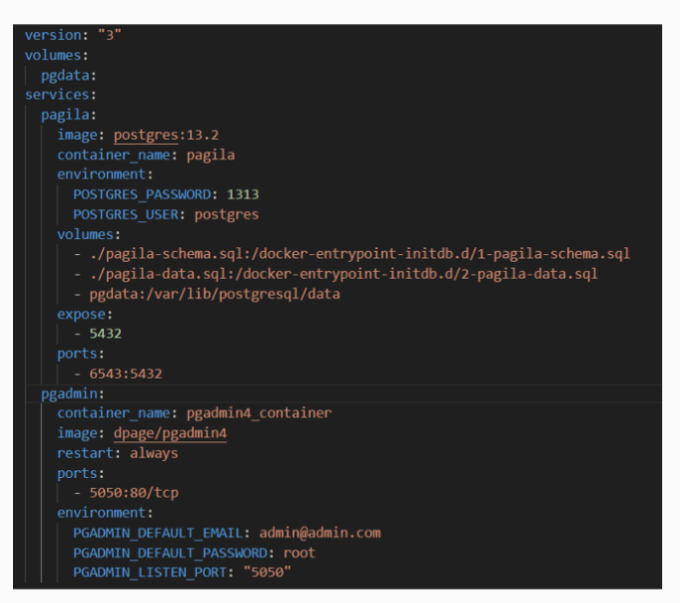 version: "3"
volumes:
  pgdata:
services:
  pagila:
    image: postgres:13.2
    container_name: pagila
    environment:
      POSTGRES_PASSWORD: 1313
      POSTGRES_USER: postgres
    volumes:
      - ./pagila-schema.sql:/docker-entrypoint-initdb.d/1-pagila-schema.sql
      - ./pagila-data.sql:/docker-entrypoint-initdb.d/2-pagila-data.sql
      - pgdata:/var/lib/postgresql/data
    expose:
      - 5432
    ports:
      - 6543:5432
  pgadmin:
    container_name: pgadmin4_container
    image: dpage/pgadmin4
    restart: always
    ports:
      - 5050:80/tcp
    environment:
      PGADMIN_DEFAULT_EMAIL: admin@admin.com
      PGADMIN_DEFAULT_PASSWORD: root
      PGADMIN_LISTEN_PORT: "5050"